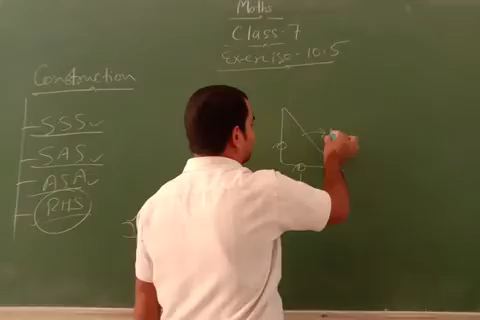 Maths
Class-7
Exercise-10.5
Construction
SSS
SAS
ASA
RHS